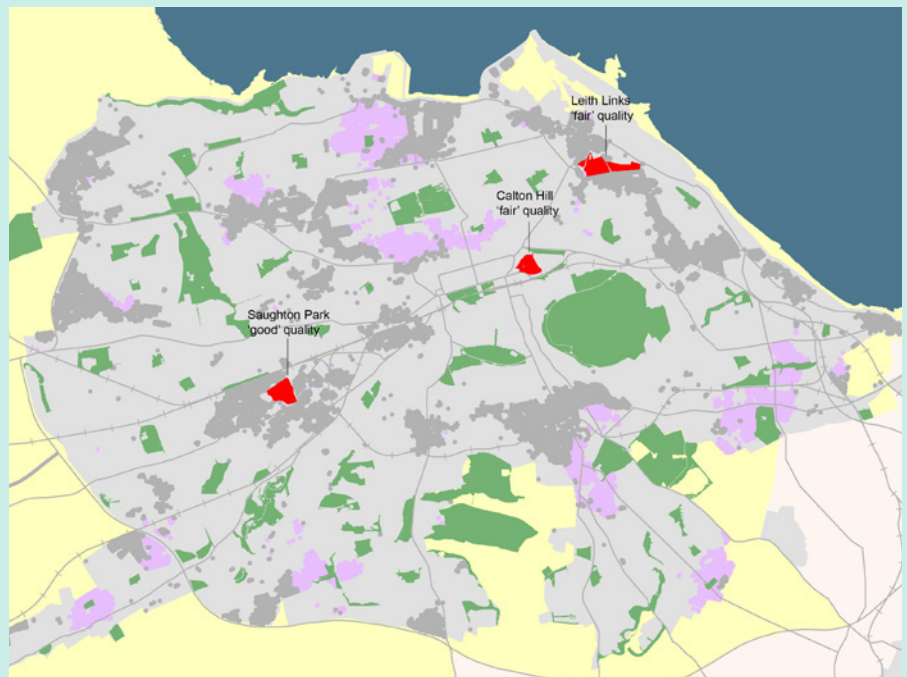 Leith Links
'fair' quality
Calton Hill
'fair' quality
Saughton Park
'good' quality